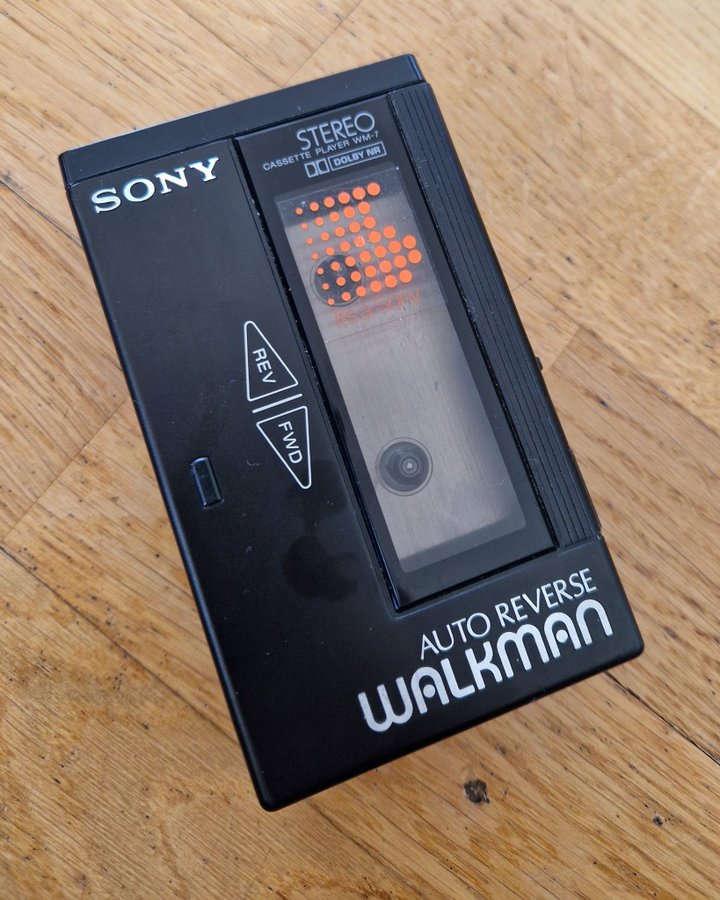 SONY
STEREO
CASSETTE PLAYER WM-7
DOLBY NR
REV
FWD
AUTO REVERSE
WALKMAN